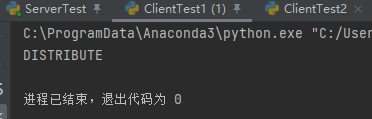 ServerTest
ClientTest1 (1)
ClientTest2
C:\ProgramData\Anaconda3\python.exe "C:/User
DISTRIBUTE
进程已结束，退出代码为 0